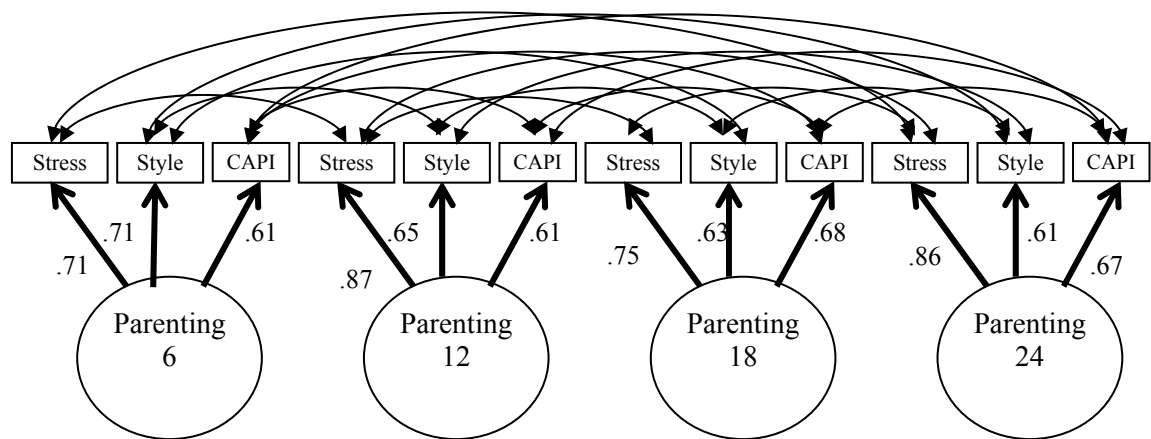 Stress Style CAPI Stress Style CAPI Stress Style CAPI Stress Style CAPI
.71 .61 .65 .61 .63 .68 .61
.71 .87 .75 .86 .67
Parenting Parenting Parenting Parenting
6 12 18 24